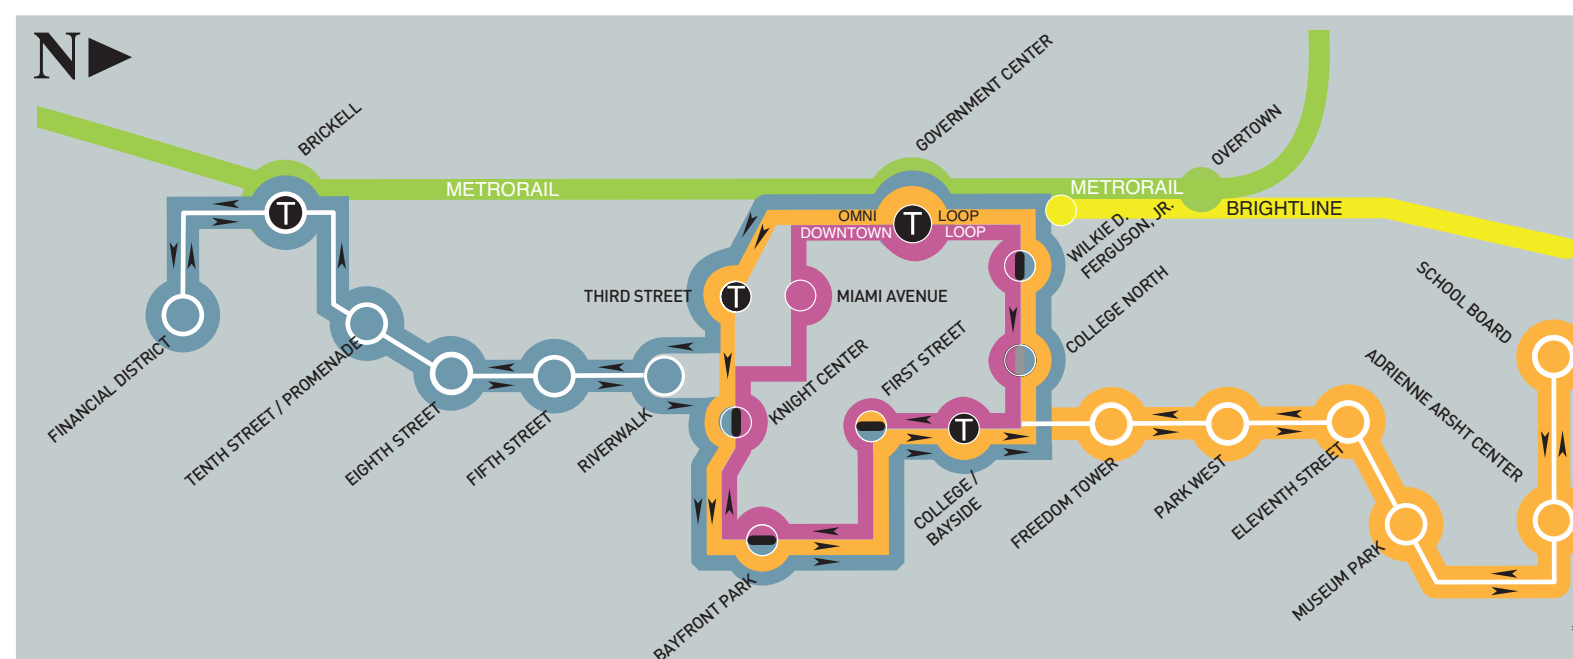 N
BRICKELL
GOVERNMENT CENTER
OVERTOWN
METRORAIL
METRORAIL
BRIGHTLINE
T
OMNI
T
LOOP
DOWNTOWN
LOOP
WILKIE D.
FERGUSON, JR.
THIRD STREET
T
MIAMI AVENUE
COLLEGE NORTH
SCHOOL BOARD
FINANCIAL DISTRICT
TENTH STREET / PROMENADE
EIGHTH STREET
FIFTH STREET
RIVERWALK
KNIGHT CENTER
FIRST STREET
T
ADRIENNE ARSHT CENTER
COLLEGE /
BAYSIDE
FREEDOM TOWER
PARK WEST
ELEVENTH STREET
MUSEUM PARK
BAYFRONT PARK